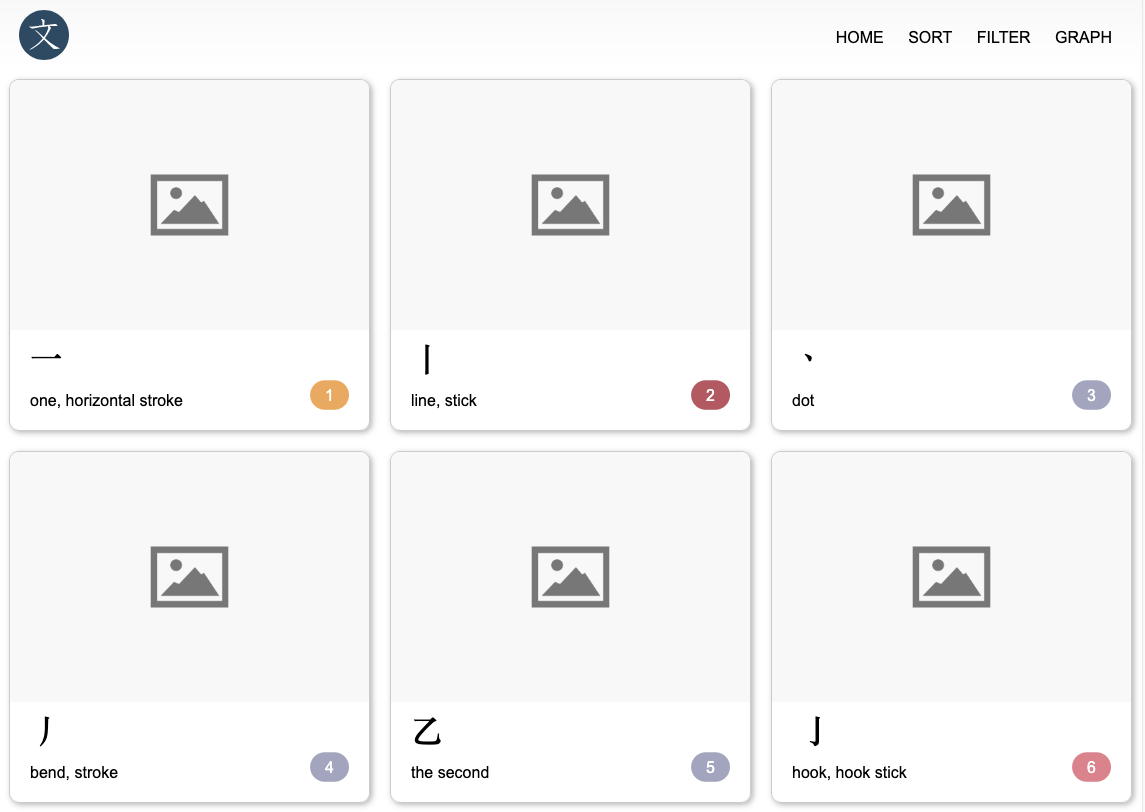 文
HOME SORT FILTER GRAPH
一
one, horizontal stroke
1
丨
line, stick
2
丶
dot
3
丿
bend, stroke
4
乙
the second
5
亅
hook, hook stick
6